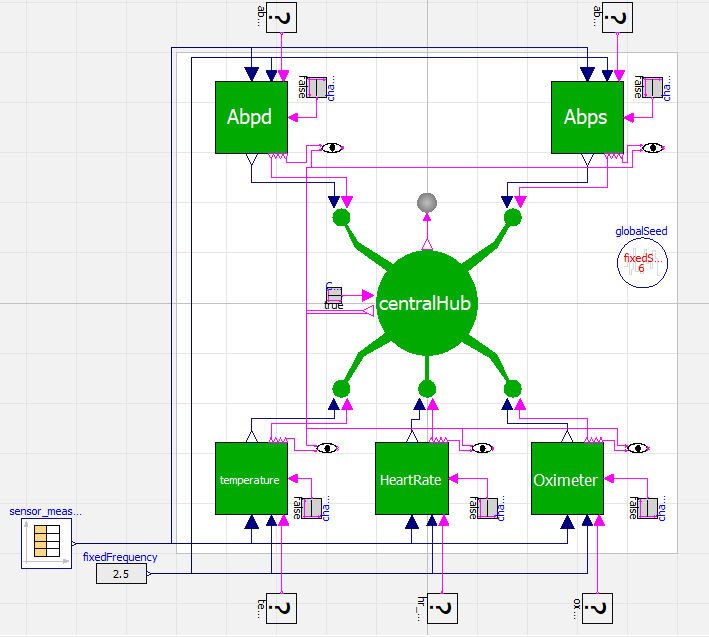 ab...
?
ab...
?
False
cha...
False
cha...
Abpd
Abps
globalSeed
fixedS...
6
C...
true
centralHub
temperature
HeartRate
Oximeter
False
cha...
False
cha...
False
cha...
sensor_meas...
fixedFrequency
2.5
te...
?
hr_...
?
ox...
?